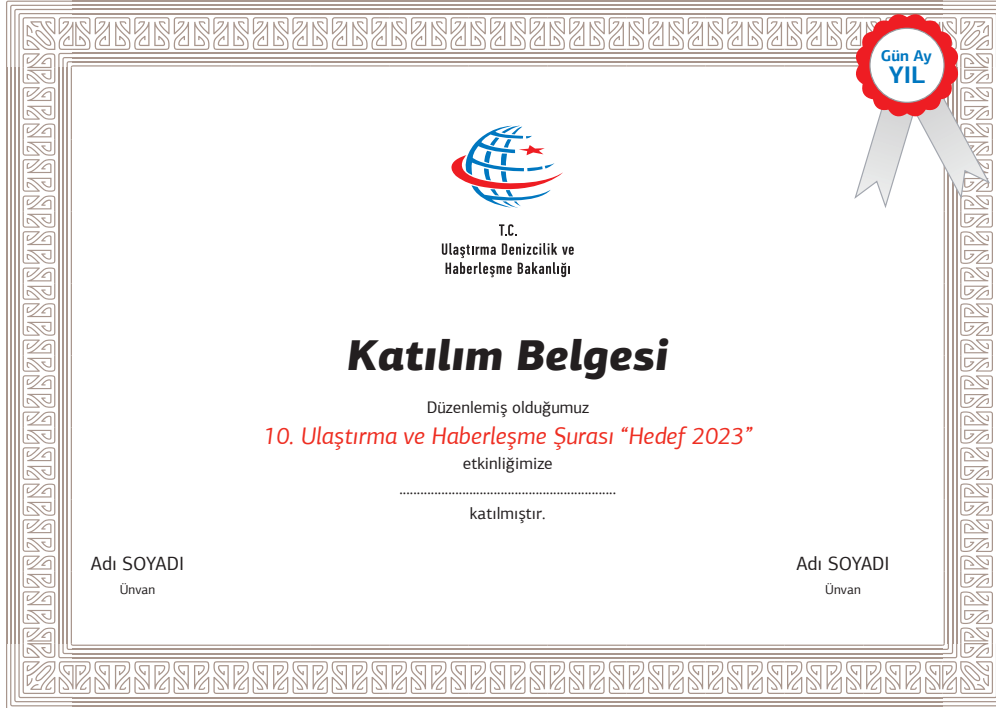 Gün Ay
YIL
T.C.
Ulaştırma Denizcilik ve
Haberleşme Bakanlığı
Katılım Belgesi
Düzenlemiş olduğumuz
10. Ulaştırma ve Haberleşme Şurası “Hedef 2023”
etkinliğimize
..............................................................
katılmıştır.
Adı SOYADI
Ünvan
Adı SOYADI
Ünvan